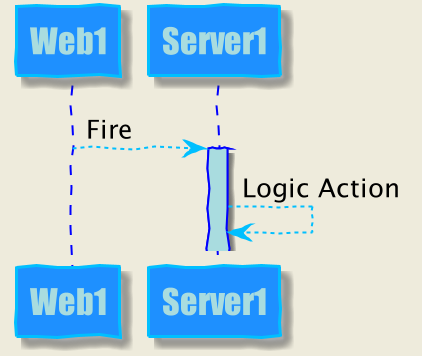 Web1 Server1
Fire
Logic Action
Web1 Server1